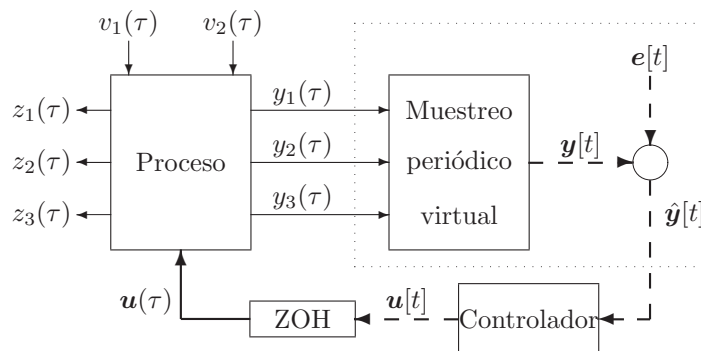 v₁(τ) v₂(τ)
e[t]
z₁(τ) y₁(τ) Muestreo
z₂(τ) Proceso y₂(τ) periódico y[t]
z₃(τ) y₃(τ) virtual ŷ[t]
u(τ) u[t]
ZOH Controlador